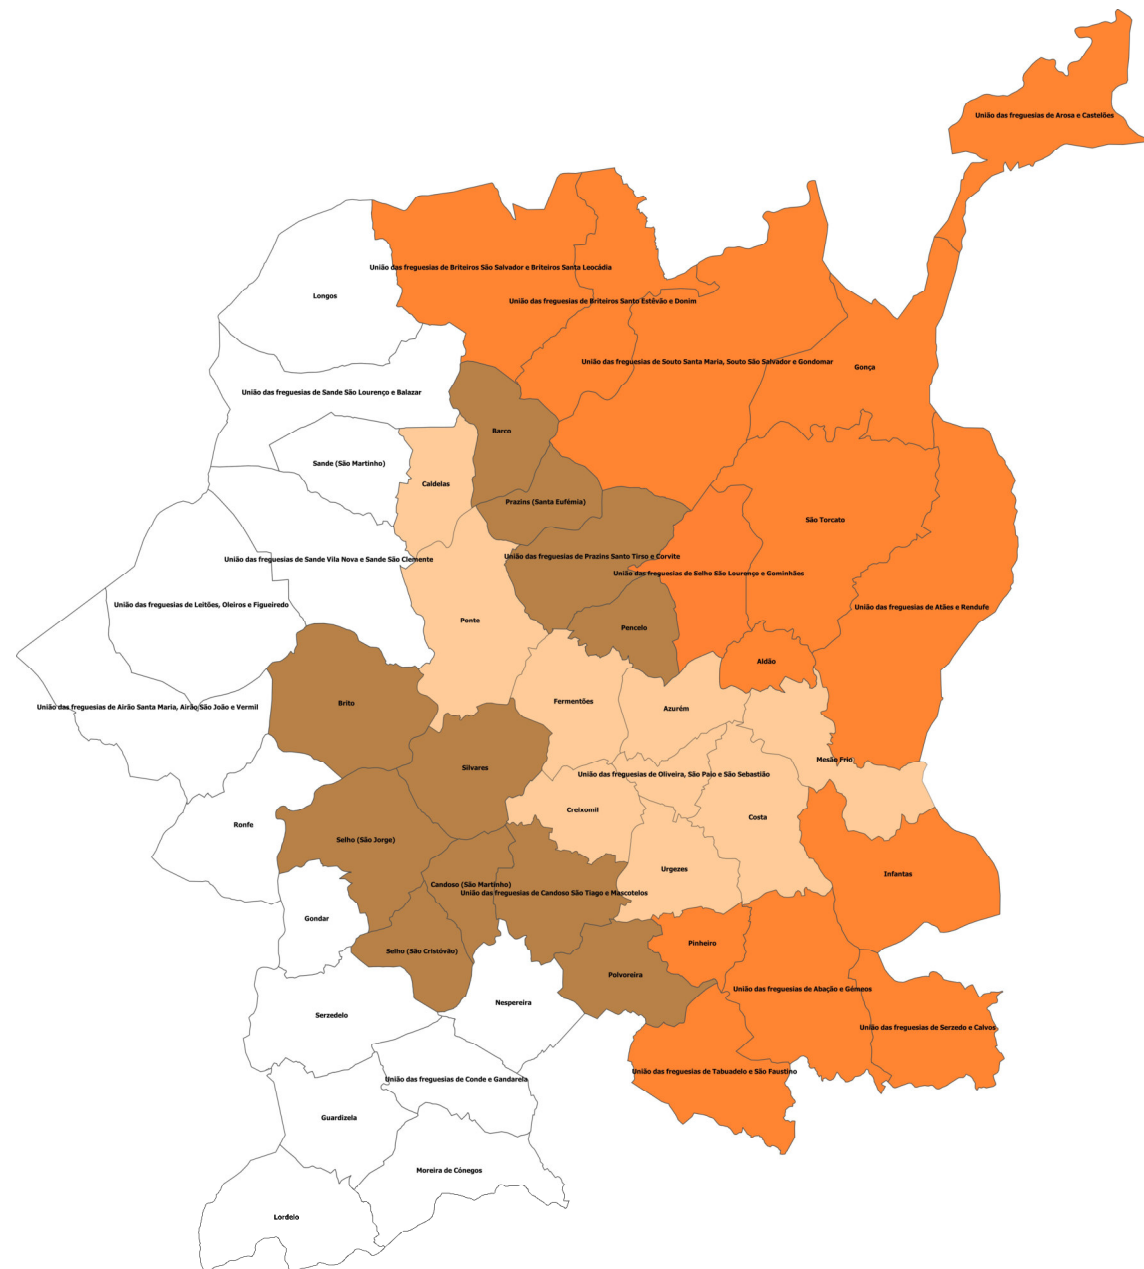 União das freguesias de Arosa e Castelões
União das freguesias de Briteiros São Salvador e Briteiros Santa Leocádia
Longos
União das freguesias de Briteiros Santo Estêvão e Donim
União das freguesias de Souto Santa Maria, Souto São Salvador e Gondomar
Gonça
União das freguesias de Sande São Lourenço e Balazar
Barco
Sande (São Martinho)
Caldelas
Prazins (Santa Eufémia)
São Torcato
União das freguesias de Prazins Santo Tirso e Corvite
União das freguesias de Sande Vila Nova e Sande São Clemente
União das freguesias de Selho São Lourenço e Gominhães
União das freguesias de Leitões, Oleiros e Figueiredo
União das freguesias de Atães e Rendufe
Ponte
Pencelo
Aldão
Brito
Fermentões
União das freguesias de Airão Santa Maria, Airão São João e Vermil
Azurém
Mesão Frio
Silvares
União das freguesias de Oliveira, São Paio e São Sebastião
Creixomil
Costa
Ronfe
Selho (São Jorge)
Urgezes
Infantas
Candoso (São Martinho)
União das freguesias de Candoso São Tiago e Mascotelos
Gondar
Pinheiro
Selho (São Cristóvão)
Polvoreira
União das freguesias de Abação e Gémeos
Nespereira
Serzedelo
União das freguesias de Serzedo e Calvos
União das freguesias de Tabuadelo e São Faustino
União das freguesias de Conde e Gandarela
Guardizela
Moreira de Cónegos
Lordelo